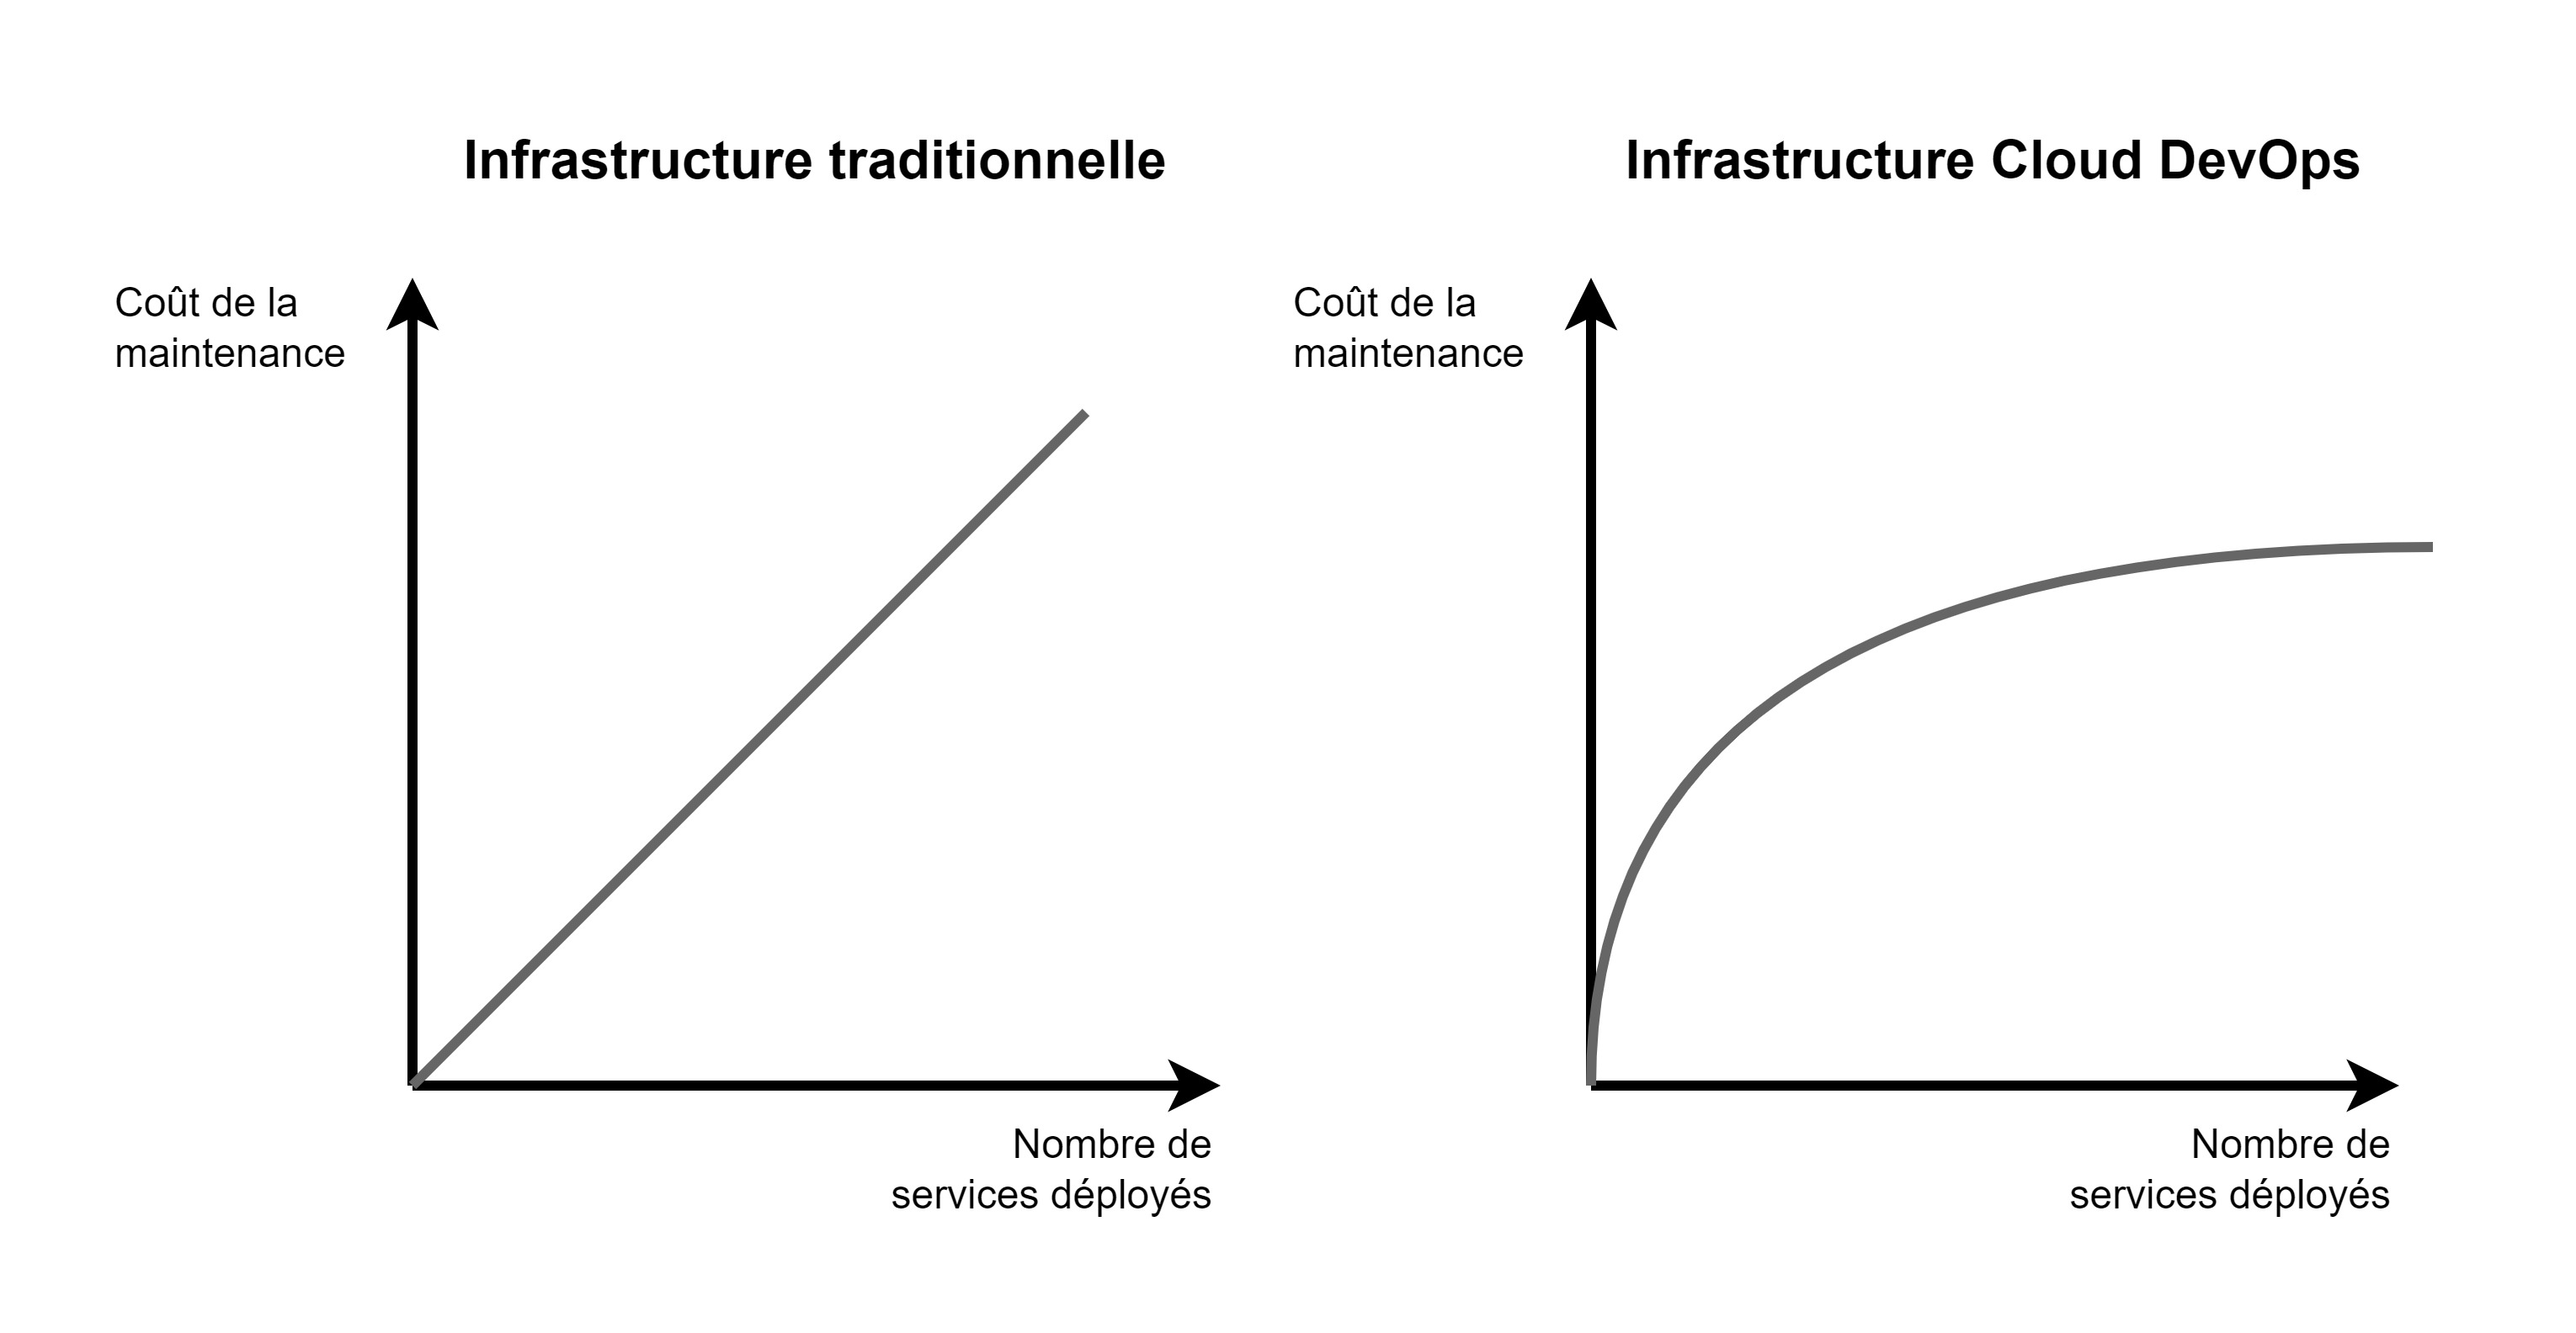 Infrastructure traditionnelle
Coût de la
maintenance
Nombre de
services déployés
Infrastructure Cloud DevOps
Coût de la
maintenance
Nombre de
services déployés